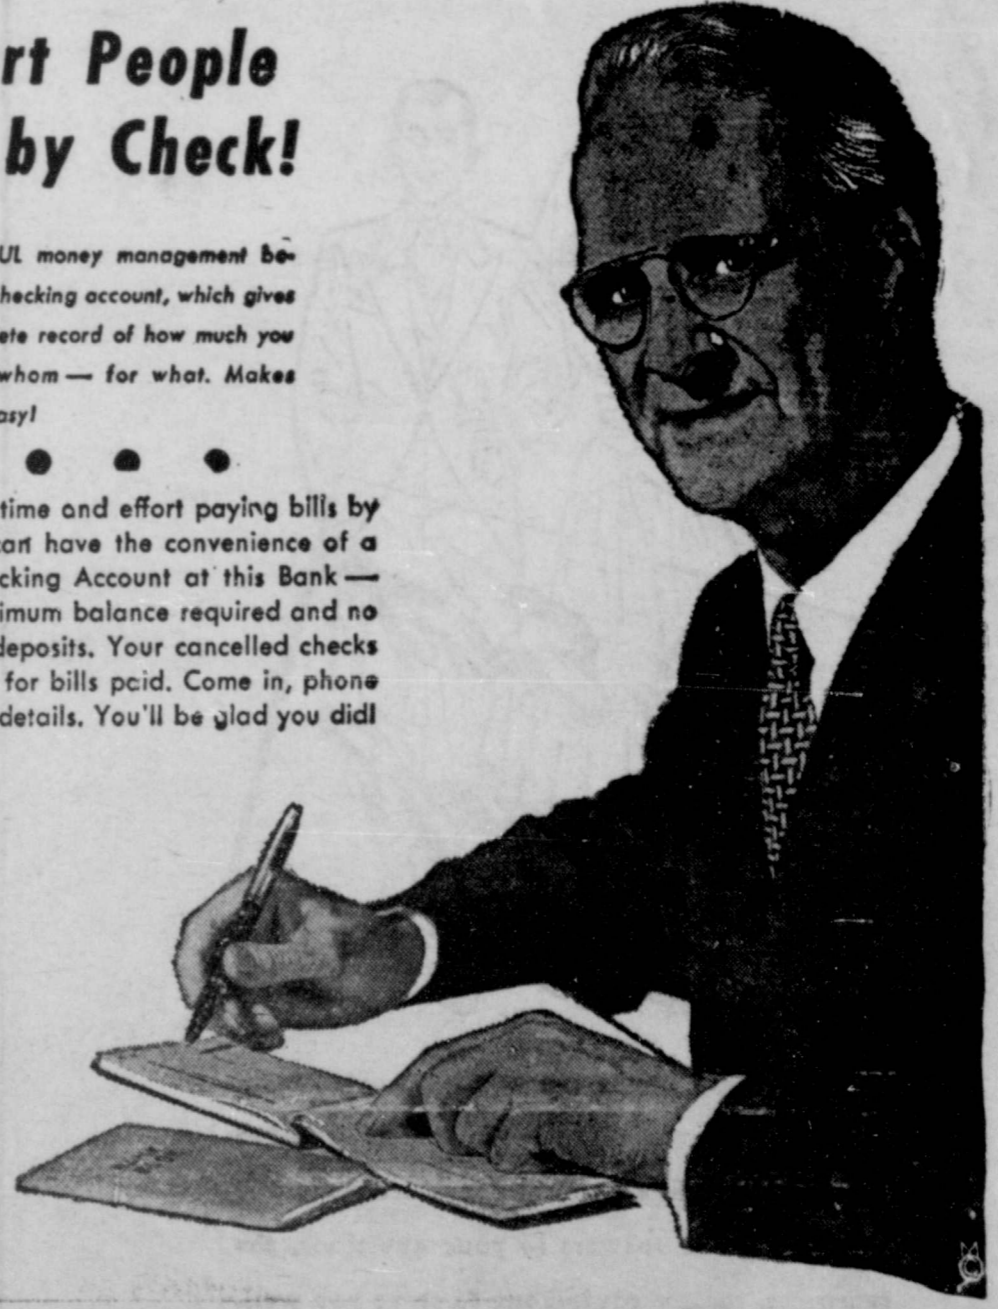 rt People
by Check!
UL money management be-
hecking account, which gives
ete record of how much you
whom — for what. Makes
asy!
time and effort paying bills by
can have the convenience of a
cking Account at this Bank —
imum balance required and no
deposits. Your cancelled checks
for bills paid. Come in, phone
details. You'll be glad you did!